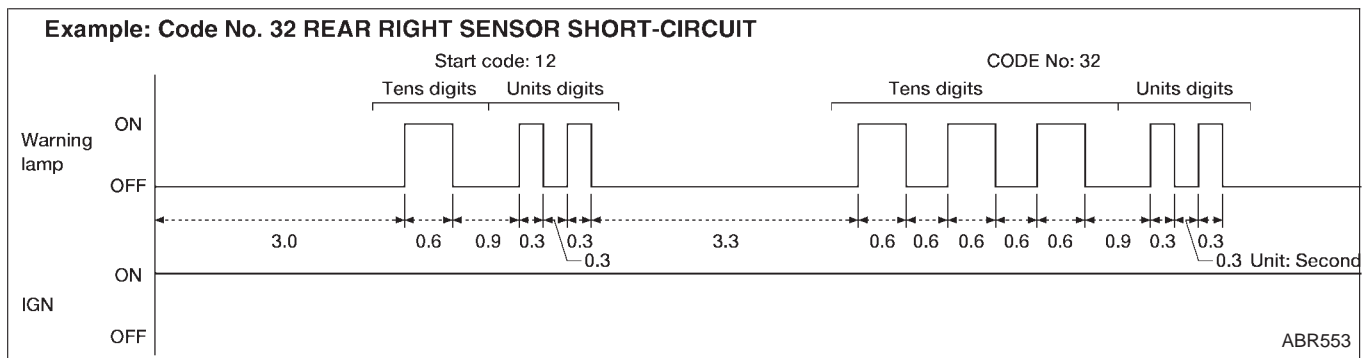 Example: Code No. 32 REAR RIGHT SENSOR SHORT-CIRCUIT
Start code: 12
CODE No: 32
Tens digits
Units digits
Tens digits
Units digits
Warning
lamp
ON
OFF
3.0
0.6
0.9
0.3
0.3
0.3
3.3
0.6
0.6
0.6
0.6
0.6
0.9
0.3
0.3
0.3
Unit: Second
IGN
ON
OFF
ABR553